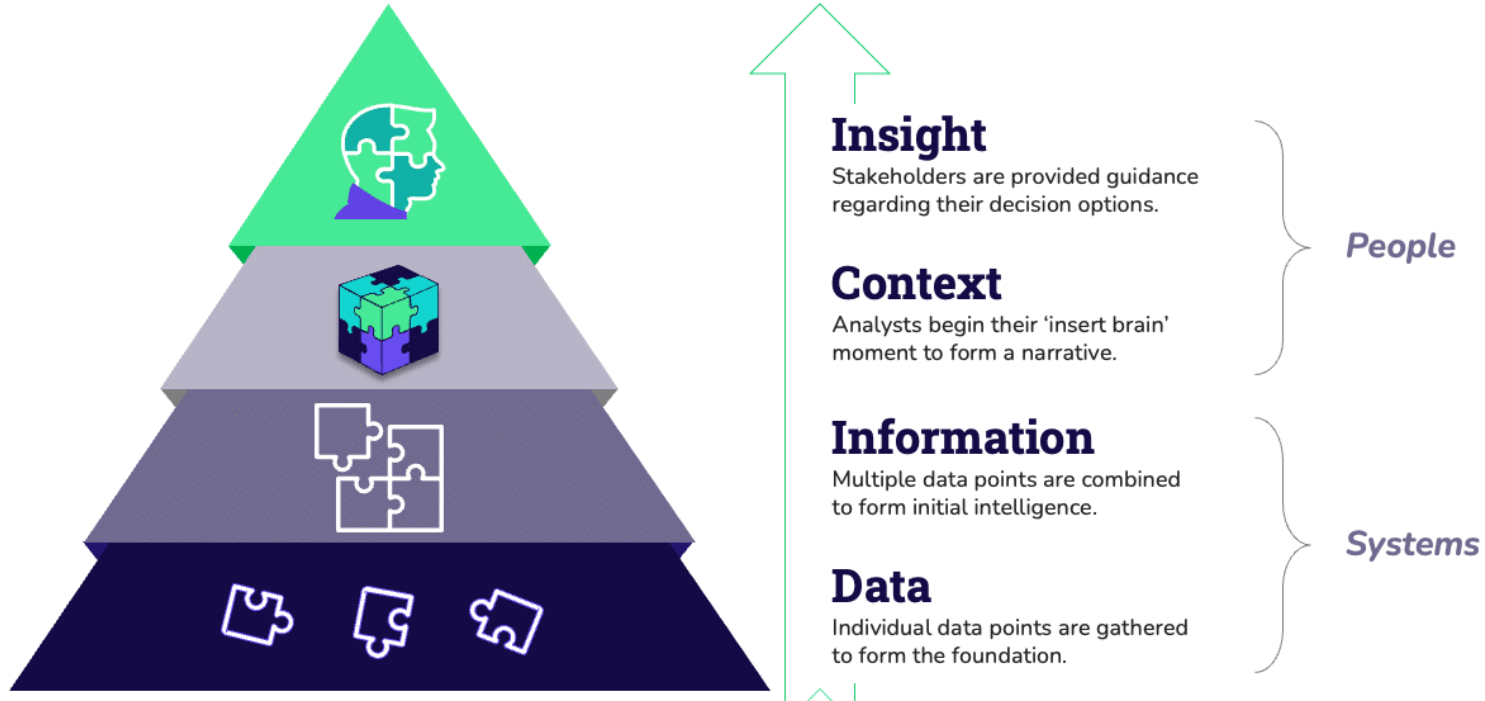 Insight
Stakeholders are provided guidance
regarding their decision options.
People
Context
Analysts begin their ‘insert brain’
moment to form a narrative.
Information
Multiple data points are combined
to form initial intelligence.
Systems
Data
Individual data points are gathered
to form the foundation.